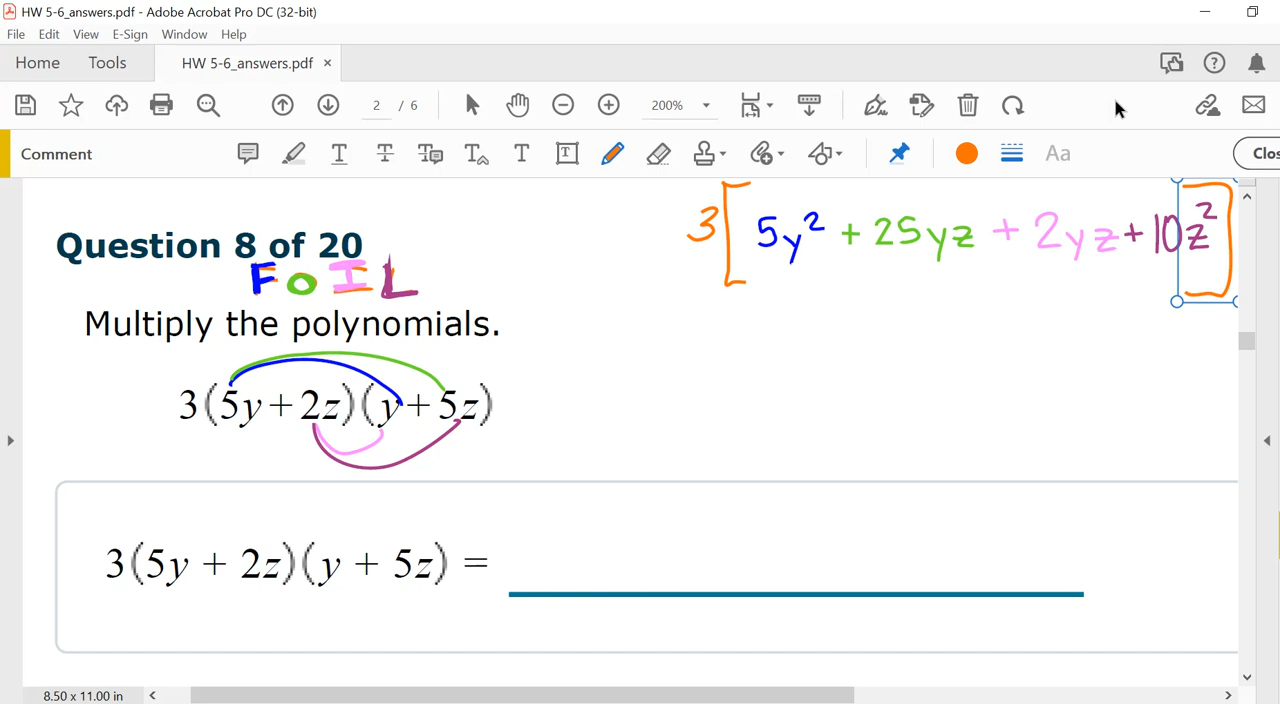 HW 5-6_answers.pdf - Adobe Acrobat Pro DC (32-bit)
File Edit View E-Sign Window Help
Home Tools HW 5-6_answers.pdf ×
2 / 6 200%
Comment T T T T T Aa Clos
3 [ 5y² + 25yz + 2yz + 10z² ]
Question 8 of 20
F O I L
Multiply the polynomials.
3(5y + 2z)(y + 5z)
3(5y + 2z)(y + 5z) =
8.50 x 11.00 in